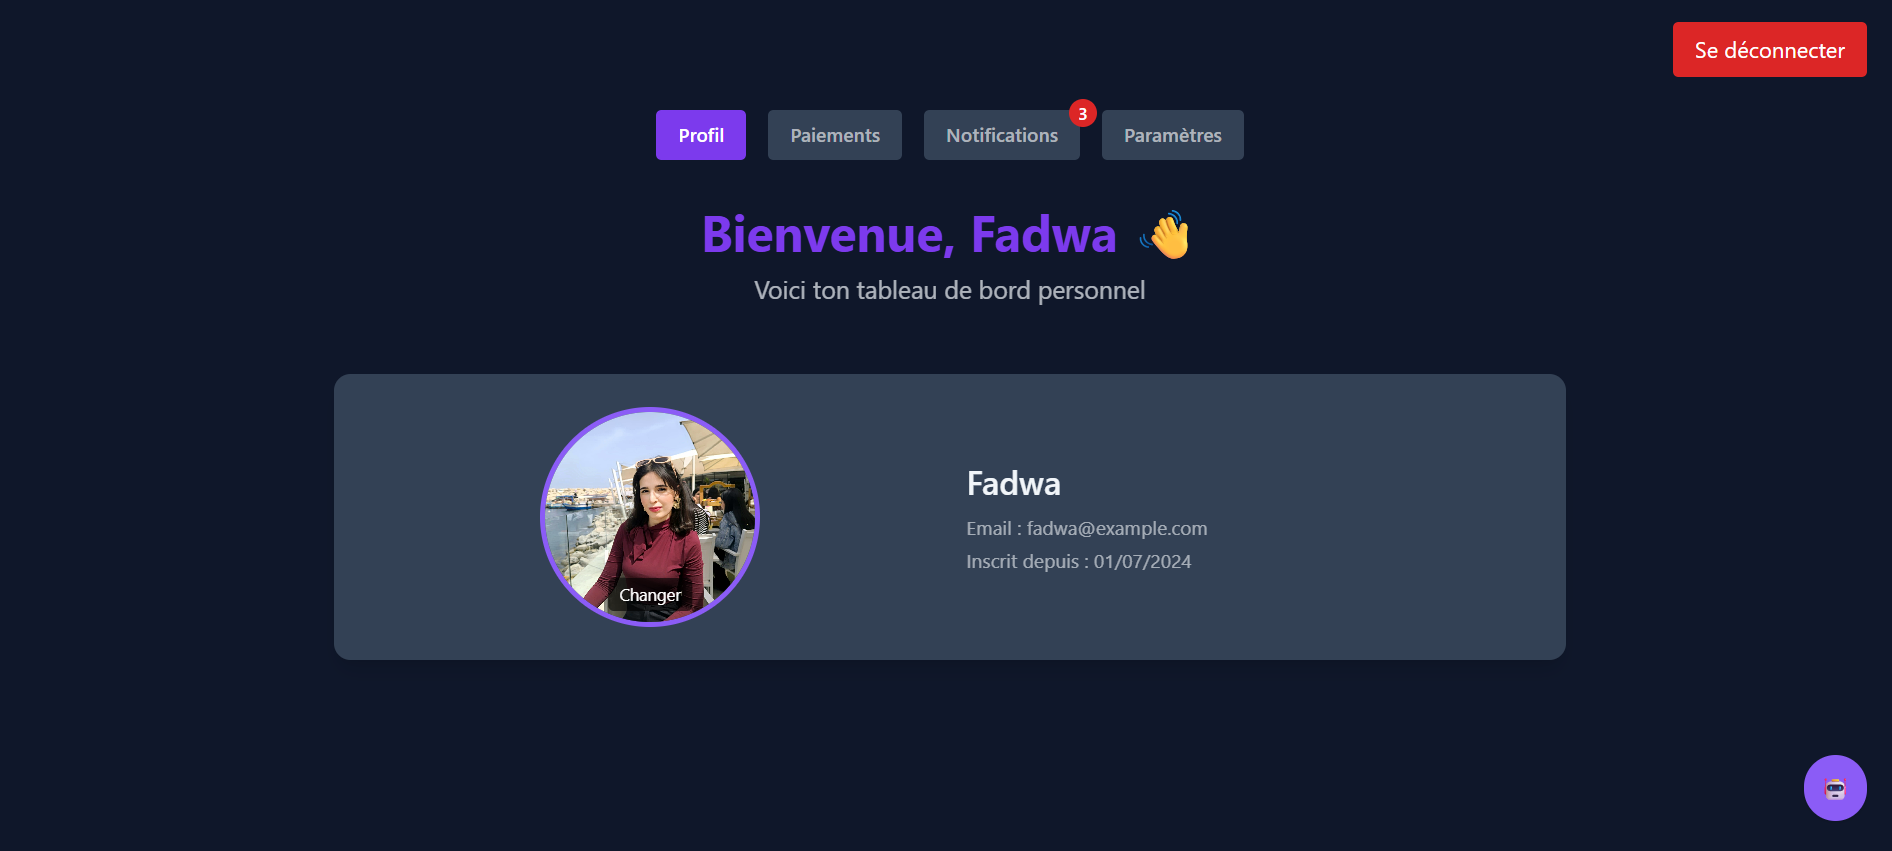 Se déconnecter
Profil
Paiements
Notifications
3
Paramètres
Bienvenue, Fadwa 👋
Voici ton tableau de bord personnel
Changer
Fadwa
Email : fadwa@example.com
Inscrit depuis : 01/07/2024